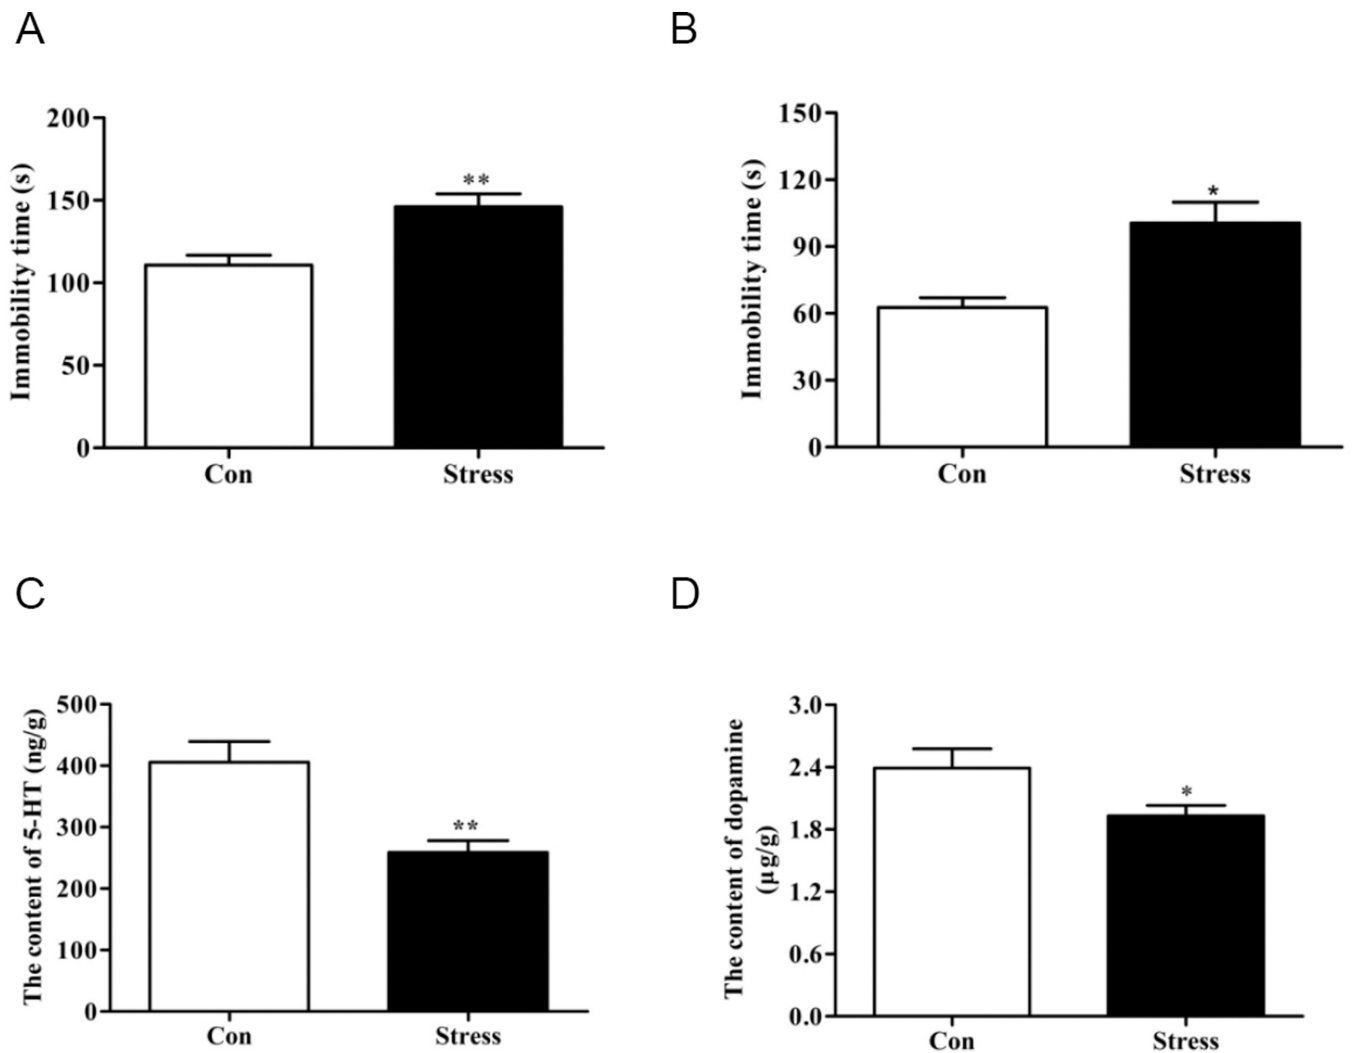 A
Immobility time (s)
200
150
100
50
0
**
Con
Stress
B
Immobility time (s)
150
120
90
60
30
0
*
Con
Stress
C
The content of 5-HT (ng/g)
500
400
300
200
100
0
**
Con
Stress
D
The content of dopamine
(μg/g)
3.0
2.4
1.8
1.2
0.6
0.0
*
Con
Stress